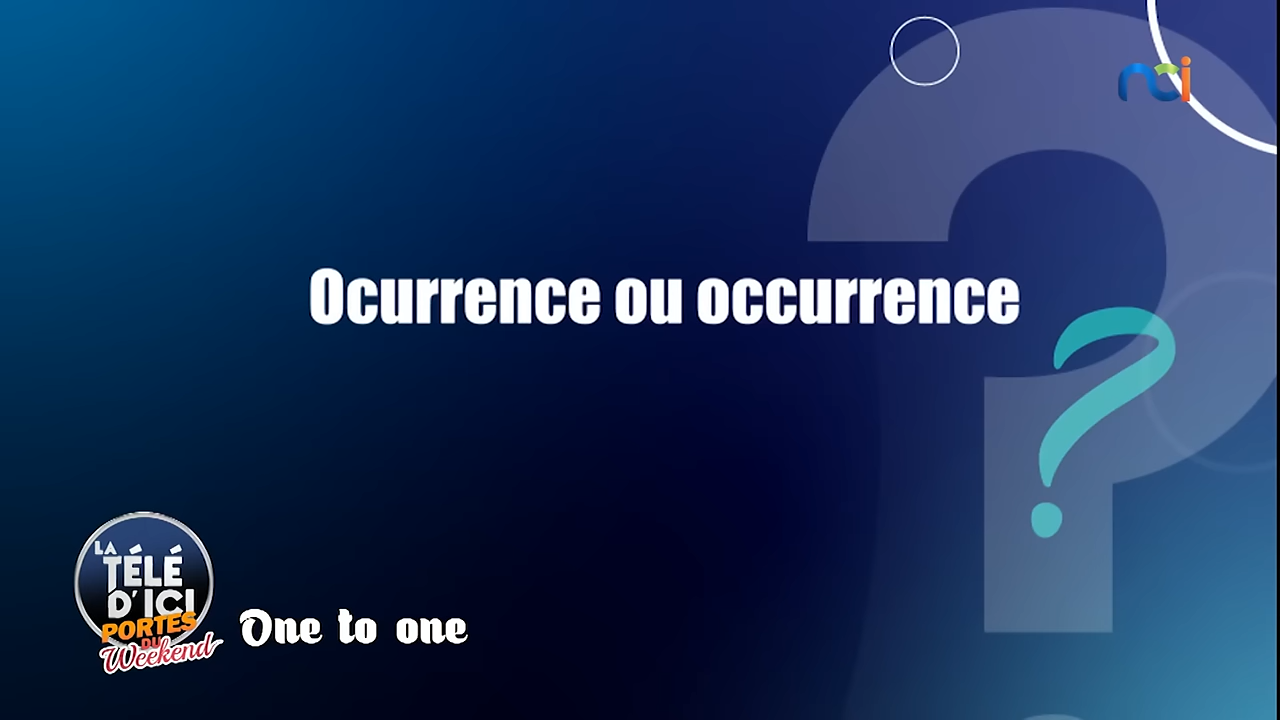 nci
Ocurrence ou occurrence
?
LA
TÉLÉ
D'ICI
PORTES
DU
Weekend
One to one